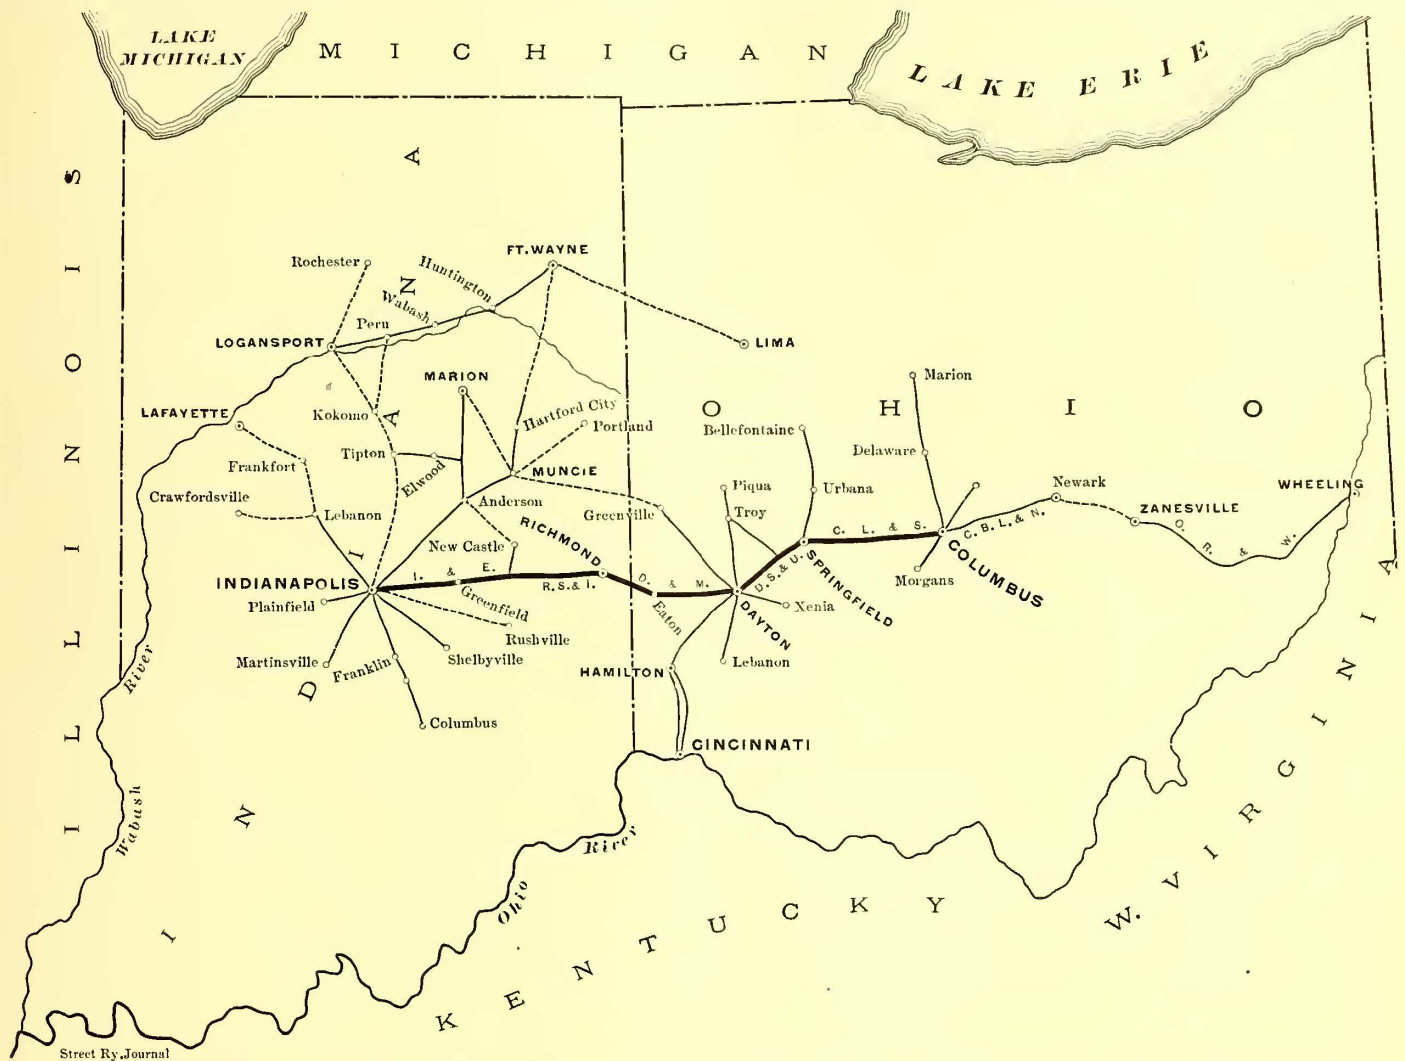 LAKE
MICHIGAN
MICHIGAN
LAKE ERIE
ILLINOIS
INDIANA
OHIO
KENTUCKY
W. VIRGINIA
Rochester
Huntington
FT. WAYNE
Wabash
Peru
LOGANSPORT
LIMA
MARION
Marion
LAFAYETTE
Kokomo
Hartford City
Portland
Bellefontaine
Delaware
Frankfort
Tipton
Elwood
MUNCIE
Crawfordsville
Lebanon
Anderson
Greenville
Piqua
Troy
Urbana
Newark
ZANESVILLE
WHEELING
RICHMOND
New Castle
C. L. & S.
C. B. L. & N.
O. R. & W.
INDIANAPOLIS
I. & E.
R. S. & I.
D. & M.
D. S. & U.
SPRINGFIELD
COLUMBUS
Morgans
Plainfield
Greenfield
Eaton
Xenia
DAYTON
Rushville
Martinsville
Franklin
Shelbyville
HAMILTON
Lebanon
Columbus
CINCINNATI
Wabash River
Ohio River
Street Ry. Journal